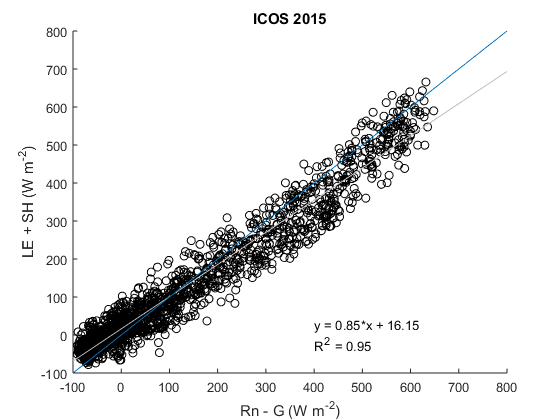 ICOS 2015
800
700
600
500
400
300
200
100
0
-100
LE + SH (W m⁻²)
y = 0.85*x + 16.15
R² = 0.95
-100 0 100 200 300 400 500 600 700 800
Rn - G (W m⁻²)